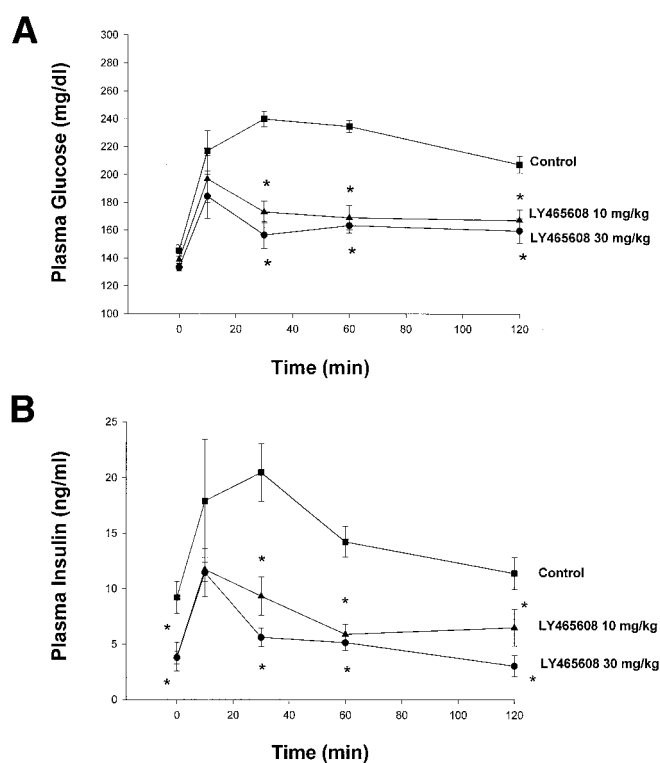 A
Plasma Glucose (mg/dl)
300
280
260
240
220
200
180
160
140
120
100
0 20 40 60 80 100 120
Time (min)
Control
LY465608 10 mg/kg
LY465608 30 mg/kg
* * *
* * *
B
Plasma Insulin (ng/ml)
25
20
15
10
5
0
0 20 40 60 80 100 120
Time (min)
Control
LY465608 10 mg/kg
LY465608 30 mg/kg
* * * *
* * * *